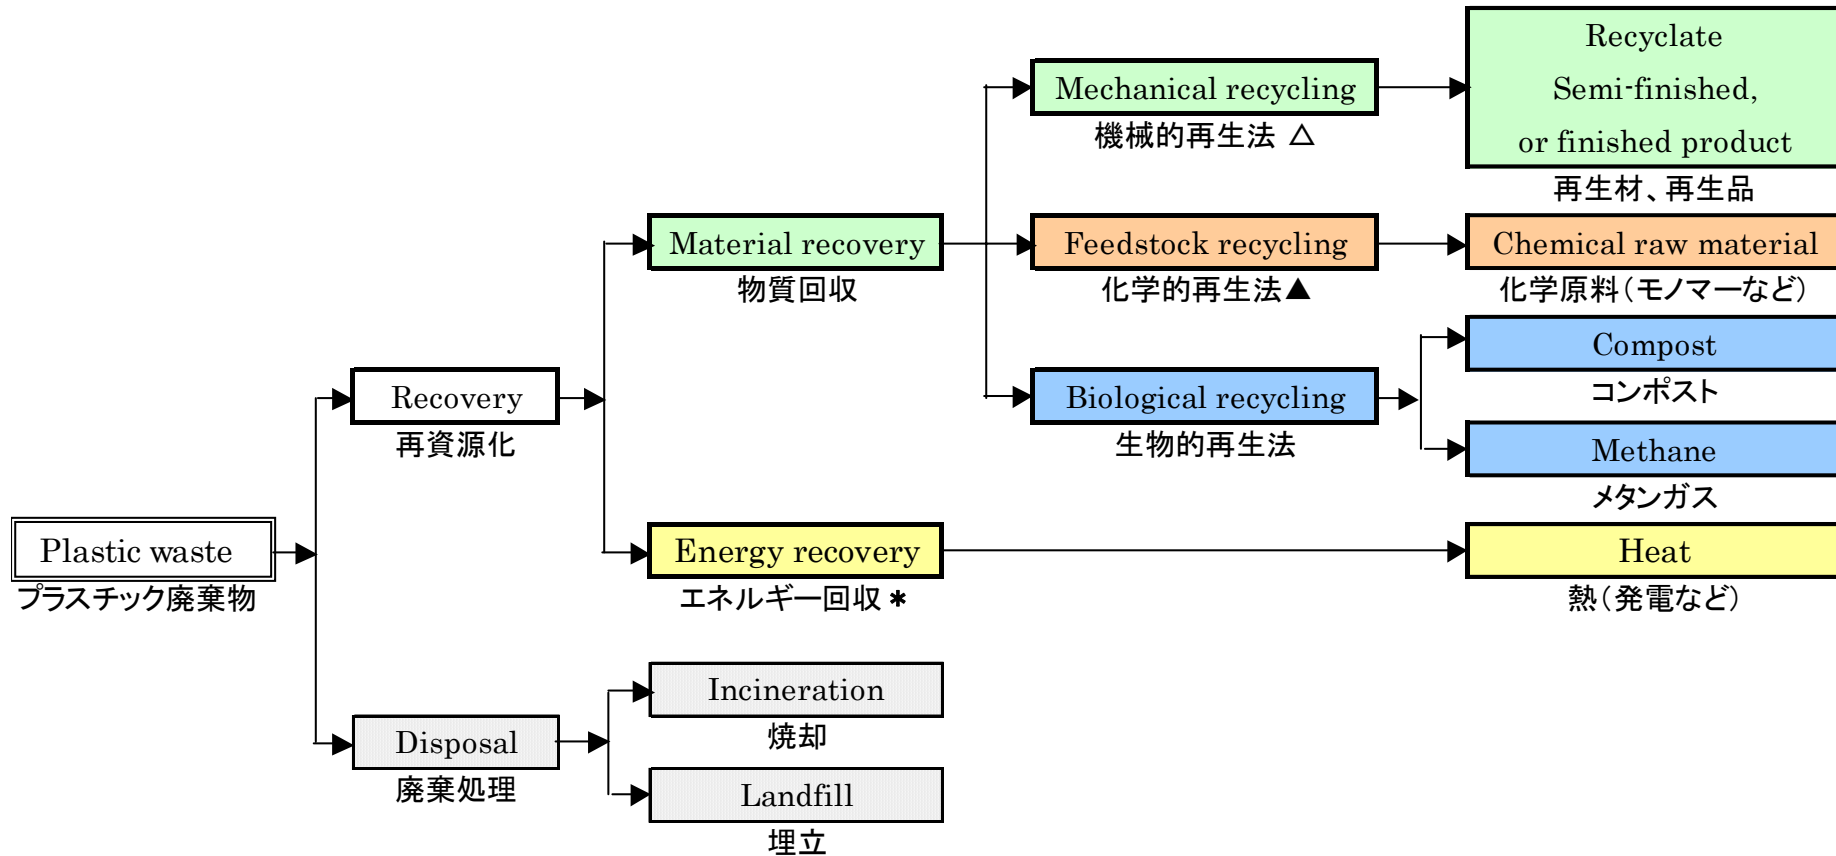 Plastic waste
プラスチック廃棄物
Recovery
再資源化
Disposal
廃棄処理
Material recovery
物質回収
Energy recovery
エネルギー回収 *
Incineration
焼却
Landfill
埋立
Mechanical recycling
機械的再生法 △
Feedstock recycling
化学的再生法▲
Biological recycling
生物的再生法
Recyclate
Semi-finished,
or finished product
再生材、再生品
Chemical raw material
化学原料（モノマーなど）
Compost
コンポスト
Methane
メタンガス
Heat
熱（発電など）